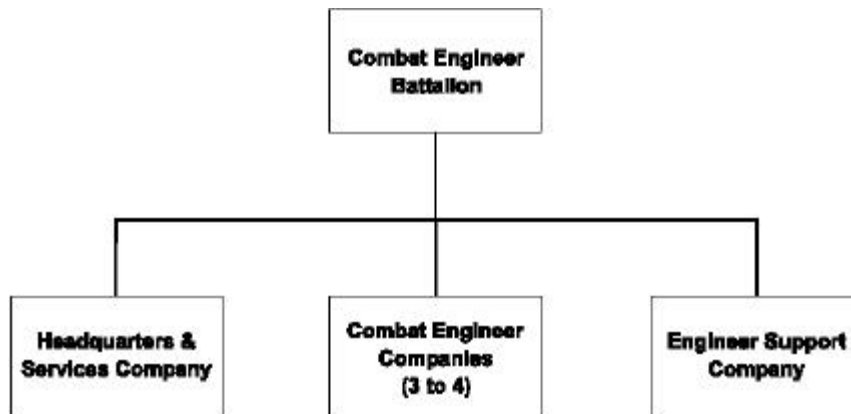 Combat Engineer
Battalion
Headquarters &
Services Company
Combat Engineer
Companies
(3 to 4)
Engineer Support
Company